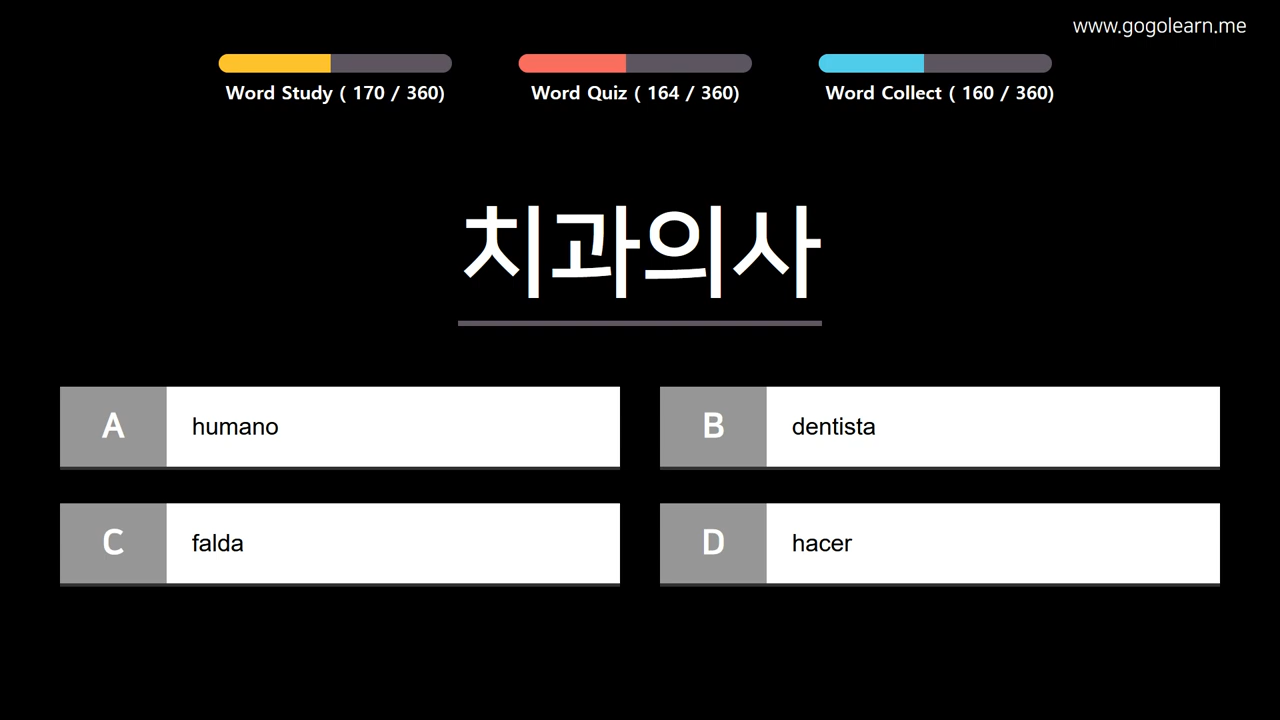 www.gogolearn.me
Word Study ( 170 / 360)
Word Quiz ( 164 / 360)
Word Collect ( 160 / 360)
치과의사
A humano
B dentista
C falda
D hacer